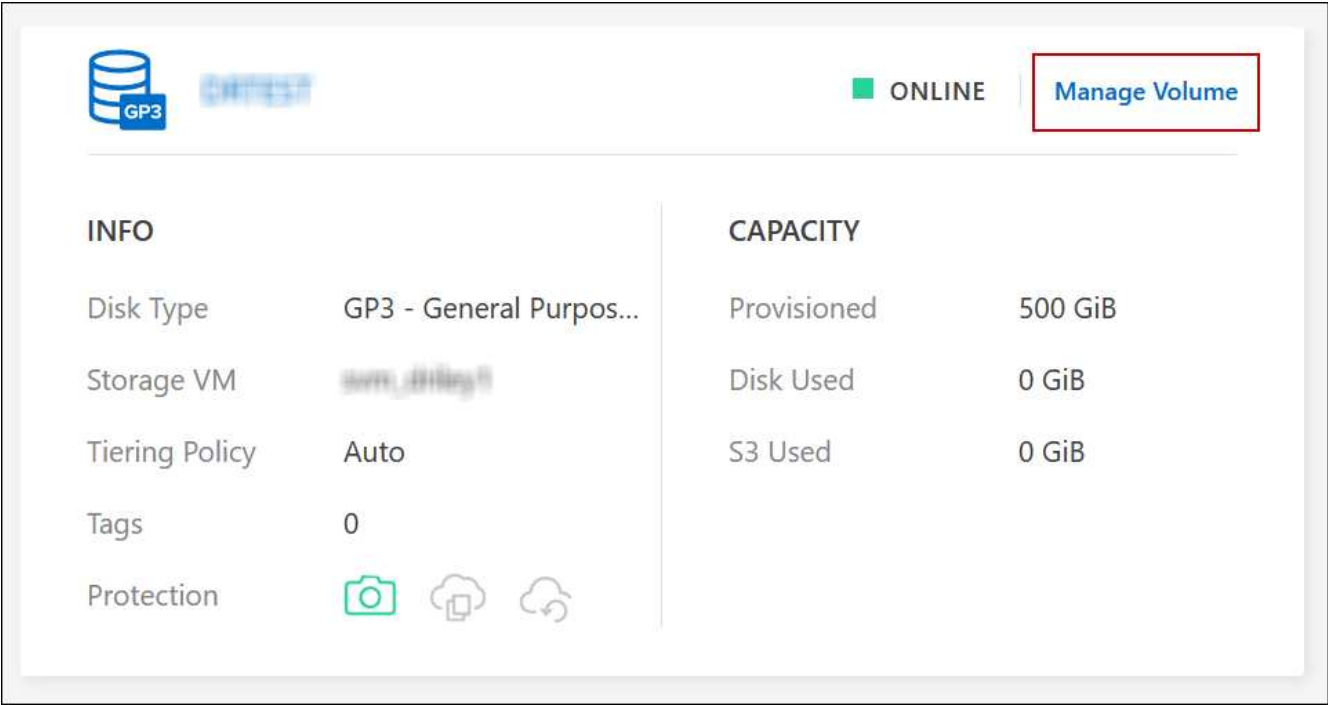 GP3
ONLINE
Manage Volume
INFO
Disk Type GP3 - General Purpos...
Storage VM
Tiering Policy Auto
Tags 0
Protection
CAPACITY
Provisioned 500 GiB
Disk Used 0 GiB
S3 Used 0 GiB